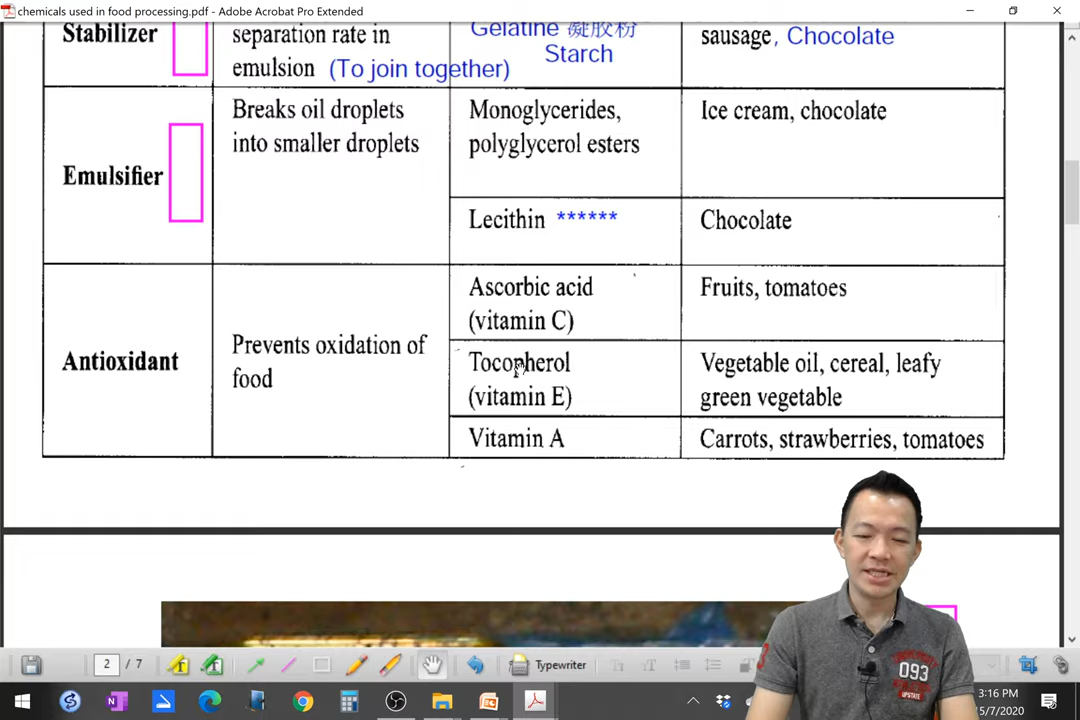 chemicals used in food processing.pdf - Adobe Acrobat Pro Extended
Stabilizer
separation rate in
emulsion (To join together)
Gelatine 凝胶粉
Starch
sausage, Chocolate
Emulsifier
Breaks oil droplets
into smaller droplets
Monoglycerides,
polyglycerol esters
Ice cream, chocolate
Lecithin ******
Chocolate
Antioxidant
Prevents oxidation of
food
Ascorbic acid
(vitamin C)
Fruits, tomatoes
Tocopherol
(vitamin E)
Vegetable oil, cereal, leafy
green vegetable
Vitamin A
Carrots, strawberries, tomatoes
093
UPSTATE
2 / 7
Typewriter
3:16 PM
5/7/2020